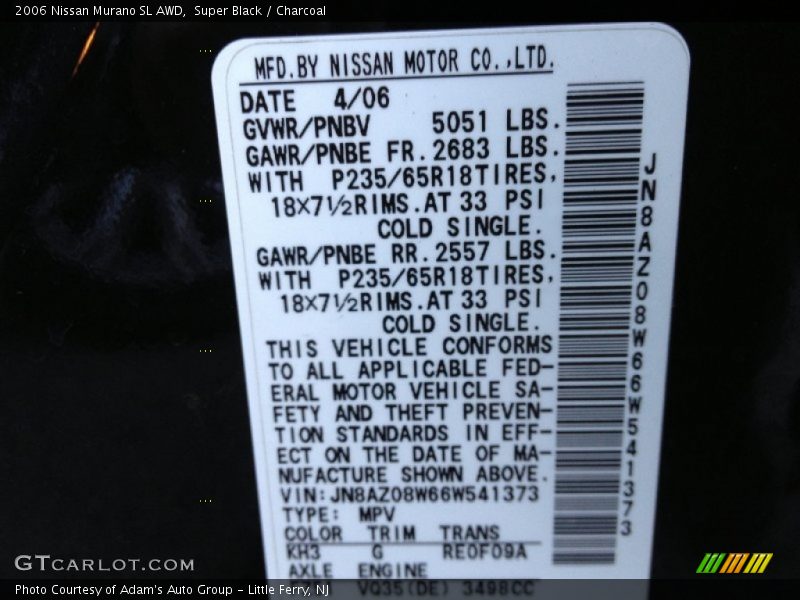 2006 Nissan Murano SL AWD,  Super Black / Charcoal
MFD.BY NISSAN MOTOR CO.,LTD.
DATE 4/06
GVWR/PNBV 5051 LBS.
GAWR/PNBE FR.2683 LBS.
WITH P235/65R18TIRES,
18X7½RIMS.AT 33 PSI
COLD SINGLE.
GAWR/PNBE RR.2557 LBS.
WITH P235/65R18TIRES,
18X7½RIMS.AT 33 PSI
COLD SINGLE.
THIS VEHICLE CONFORMS
TO ALL APPLICABLE FED-
ERAL MOTOR VEHICLE SA-
FETY AND THEFT PREVEN-
TION STANDARDS IN EFF-
ECT ON THE DATE OF MA-
NUFACTURE SHOWN ABOVE.
VIN:JN8AZ08W66W541373
TYPE: MPV
COLOR TRIM TRANS
KH3 G RE0F09A
AXLE ENGINE
VQ35(DE) 3498CC
JN8AZ08W66W541373
GTCARLOT.COM
Photo Courtesy of Adam's Auto Group - Little Ferry, NJ